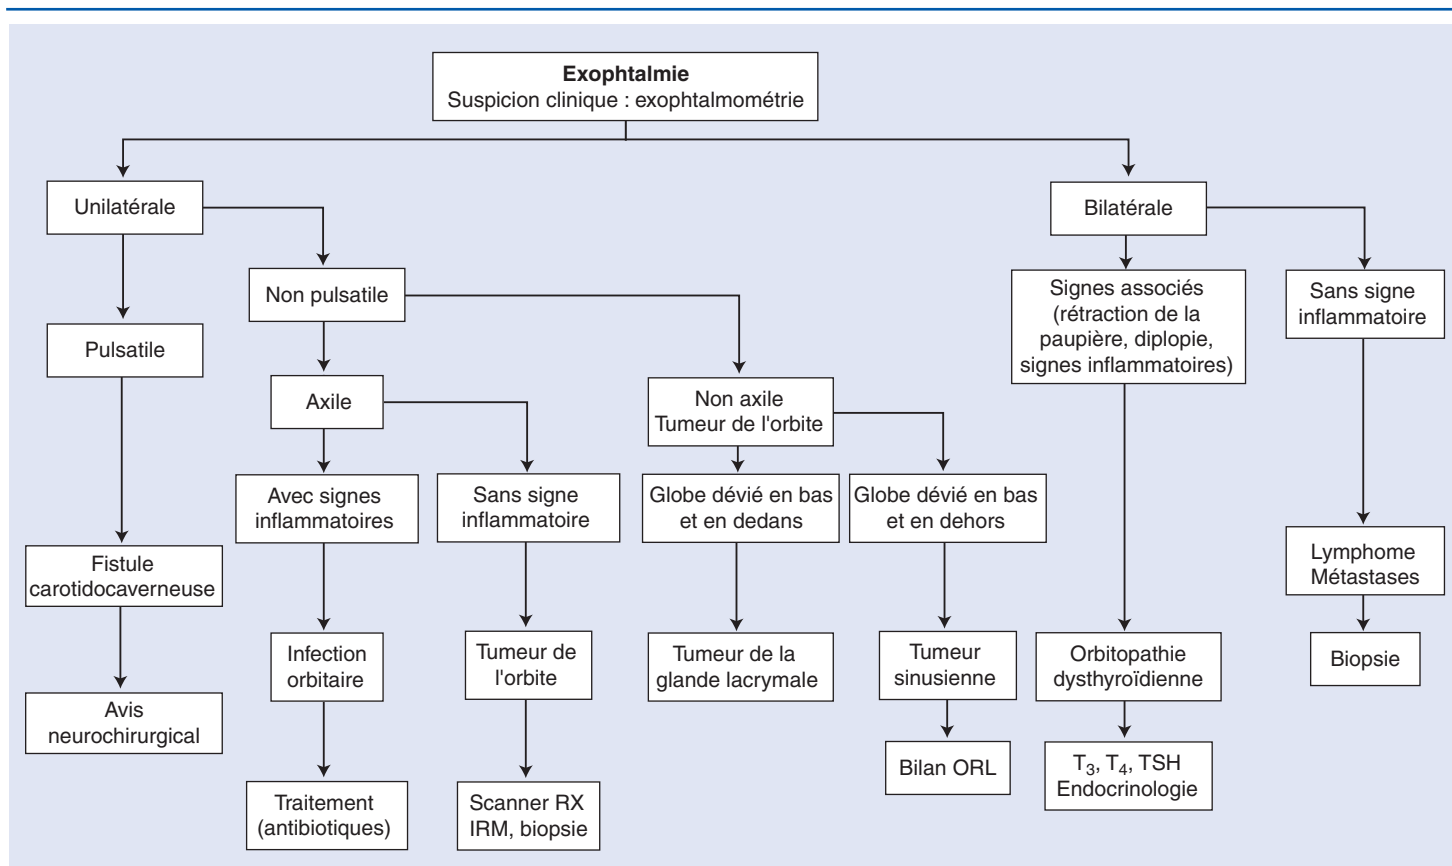 Exophtalmie
Suspicion clinique : exophtalmométrie
Unilatérale
Bilatérale
Non pulsatile
Signes associés
(rétraction de la
paupière, diplopie,
signes inflammatoires)
Sans signe
inflammatoire
Pulsatile
Axile
Non axile
Tumeur de l'orbite
Avec signes
inflammatoires
Sans signe
inflammatoire
Globe dévié en bas
et en dedans
Globe dévié en bas
et en dehors
Fistule
carotidocaverneuse
Lymphome
Métastases
Infection
orbitaire
Tumeur de
l'orbite
Tumeur de la
glande lacrymale
Tumeur
sinusienne
Orbitopathie
dysthyroïdienne
Biopsie
Avis
neurochirurgical
Bilan ORL
T3, T4, TSH
Endocrinologie
Traitement
(antibiotiques)
Scanner RX
IRM, biopsie